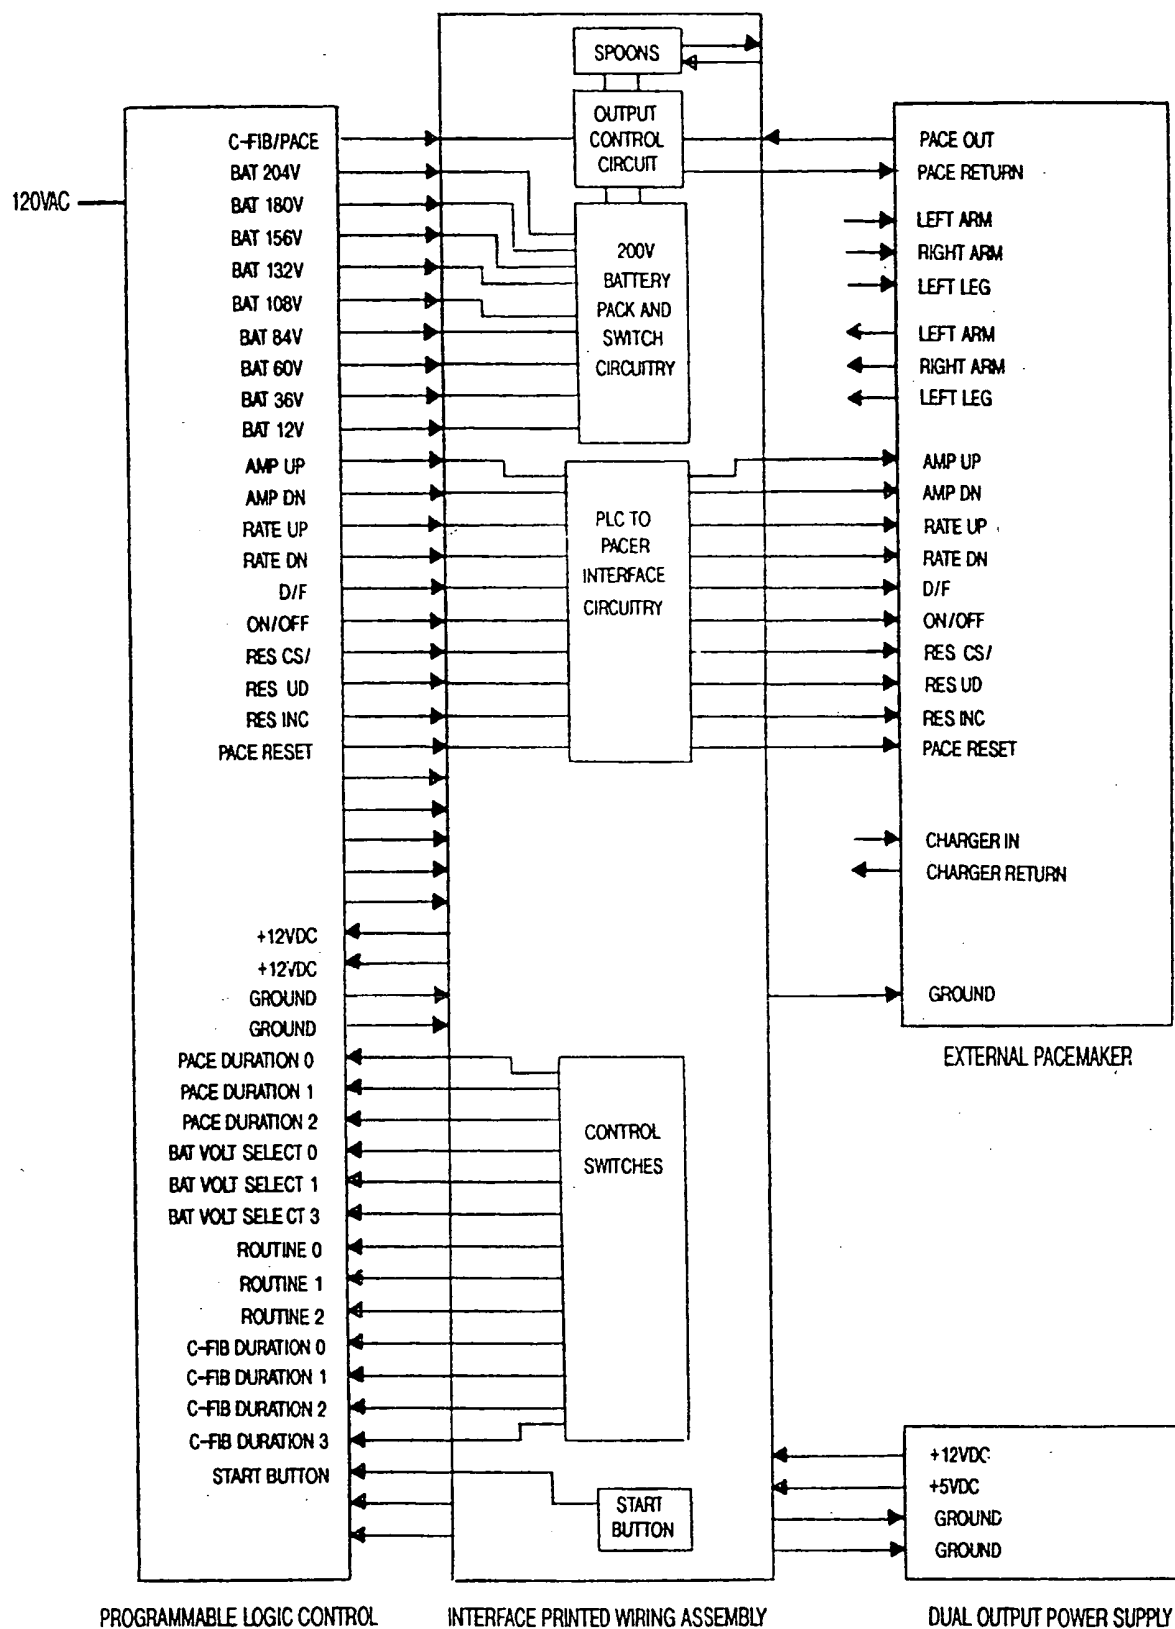 SPOONS
OUTPUT
CONTROL
CIRCUIT
200V
BATTERY
PACK AND
SWITCH
CIRCUITRY
PLC TO
PACER
INTERFACE
CIRCUITRY
CONTROL
SWITCHES
START
BUTTON
120VAC
C-FIB/PACE
BAT 204V
BAT 180V
BAT 156V
BAT 132V
BAT 108V
BAT 84V
BAT 60V
BAT 36V
BAT 12V
AMP UP
AMP DN
RATE UP
RATE DN
D/F
ON/OFF
RES CS/
RES UD
RES INC
PACE RESET
+12VDC
+12VDC
GROUND
GROUND
PACE DURATION 0
PACE DURATION 1
PACE DURATION 2
BAT VOLT SELECT 0
BAT VOLT SELECT 1
BAT VOLT SELECT 3
ROUTINE 0
ROUTINE 1
ROUTINE 2
C-FIB DURATION 0
C-FIB DURATION 1
C-FIB DURATION 2
C-FIB DURATION 3
START BUTTON
PACE OUT
PACE RETURN
LEFT ARM
RIGHT ARM
LEFT LEG
LEFT ARM
RIGHT ARM
LEFT LEG
AMP UP
AMP DN
RATE UP
RATE DN
D/F
ON/OFF
RES CS/
RES UD
RES INC
PACE RESET
CHARGER IN
CHARGER RETURN
GROUND
EXTERNAL PACEMAKER
+12VDC
+5VDC
GROUND
GROUND
PROGRAMMABLE LOGIC CONTROL
INTERFACE PRINTED WIRING ASSEMBLY
DUAL OUTPUT POWER SUPPLY